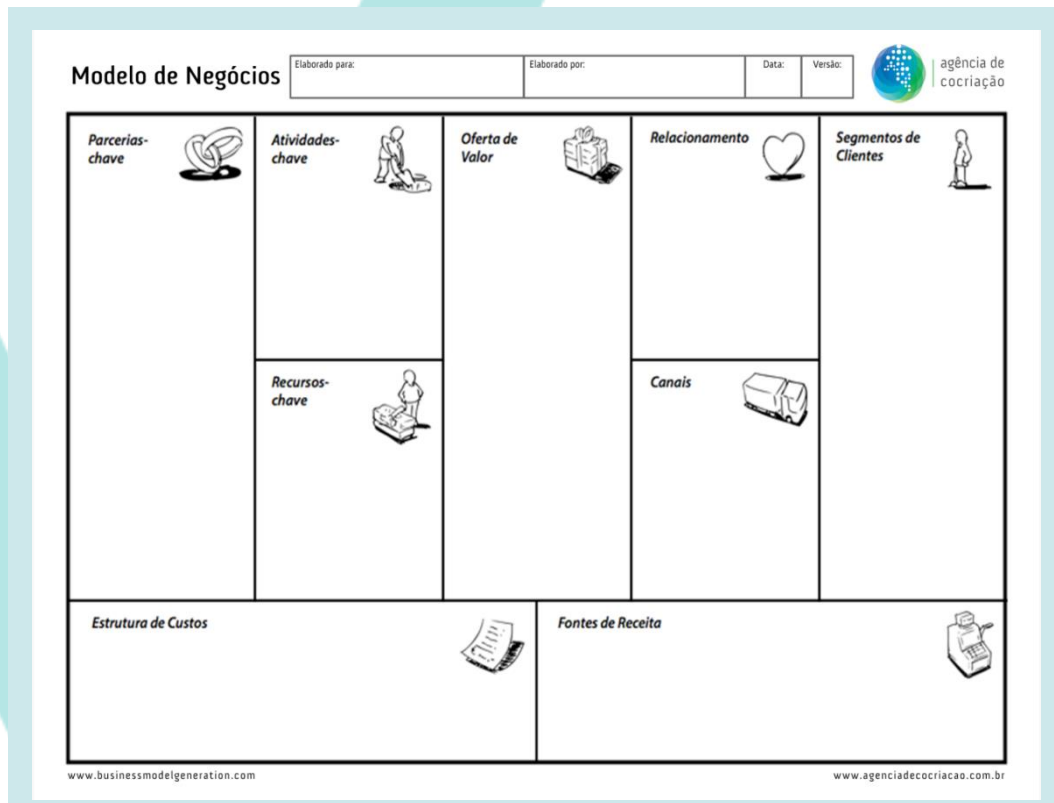 Modelo de Negócios
Elaborado para:
Elaborado por:
Data:
Versão:
agência de
cocriação
Parcerias-
chave
Atividades-
chave
Oferta de
Valor
Relacionamento
Segmentos de
Clientes
Recursos-
chave
Canais
Estrutura de Custos
Fontes de Receita
www.businessmodelgeneration.com
www.agenciadecocriacao.com.br